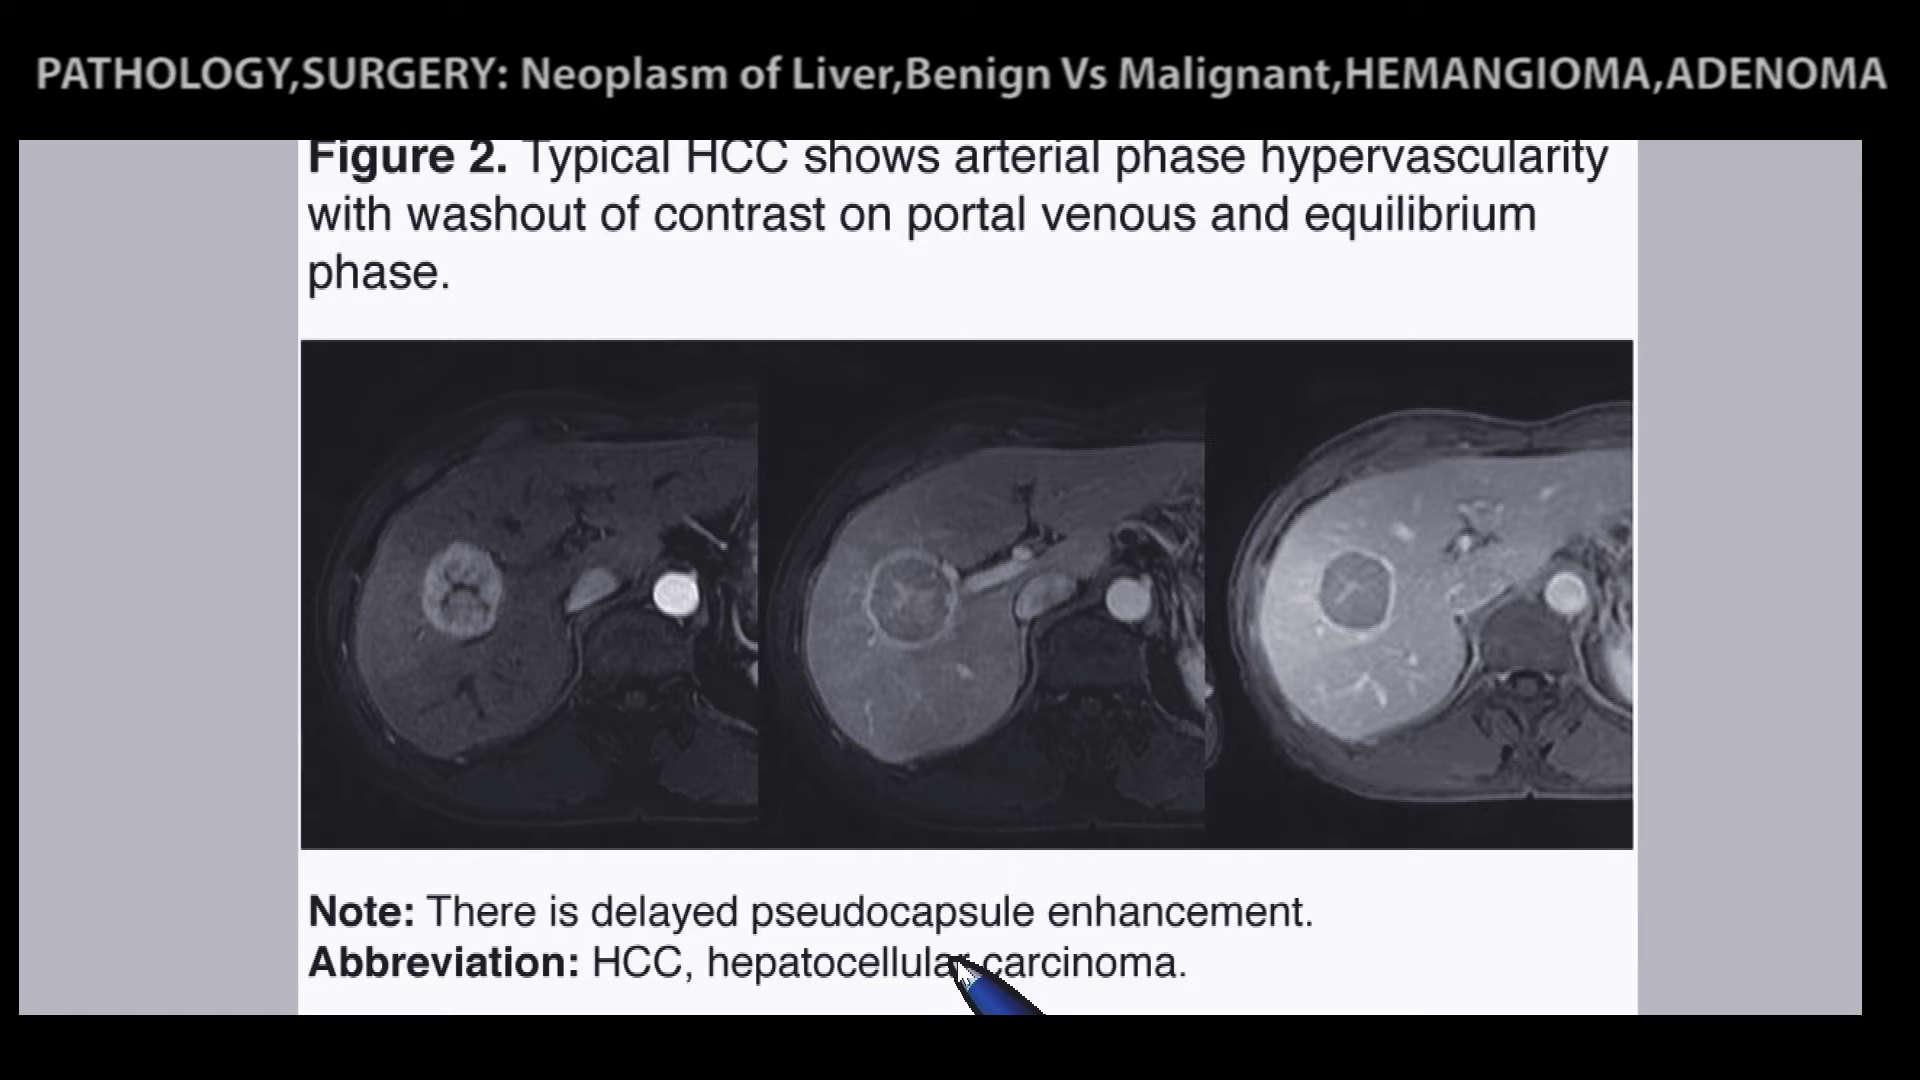 PATHOLOGY,SURGERY: Neoplasm of Liver,Benign Vs Malignant,HEMANGIOMA,ADENOMA
Figure 2. Typical HCC shows arterial phase hypervascularity
with washout of contrast on portal venous and equilibrium
phase.
Note: There is delayed pseudocapsule enhancement.
Abbreviation: HCC, hepatocellular carcinoma.